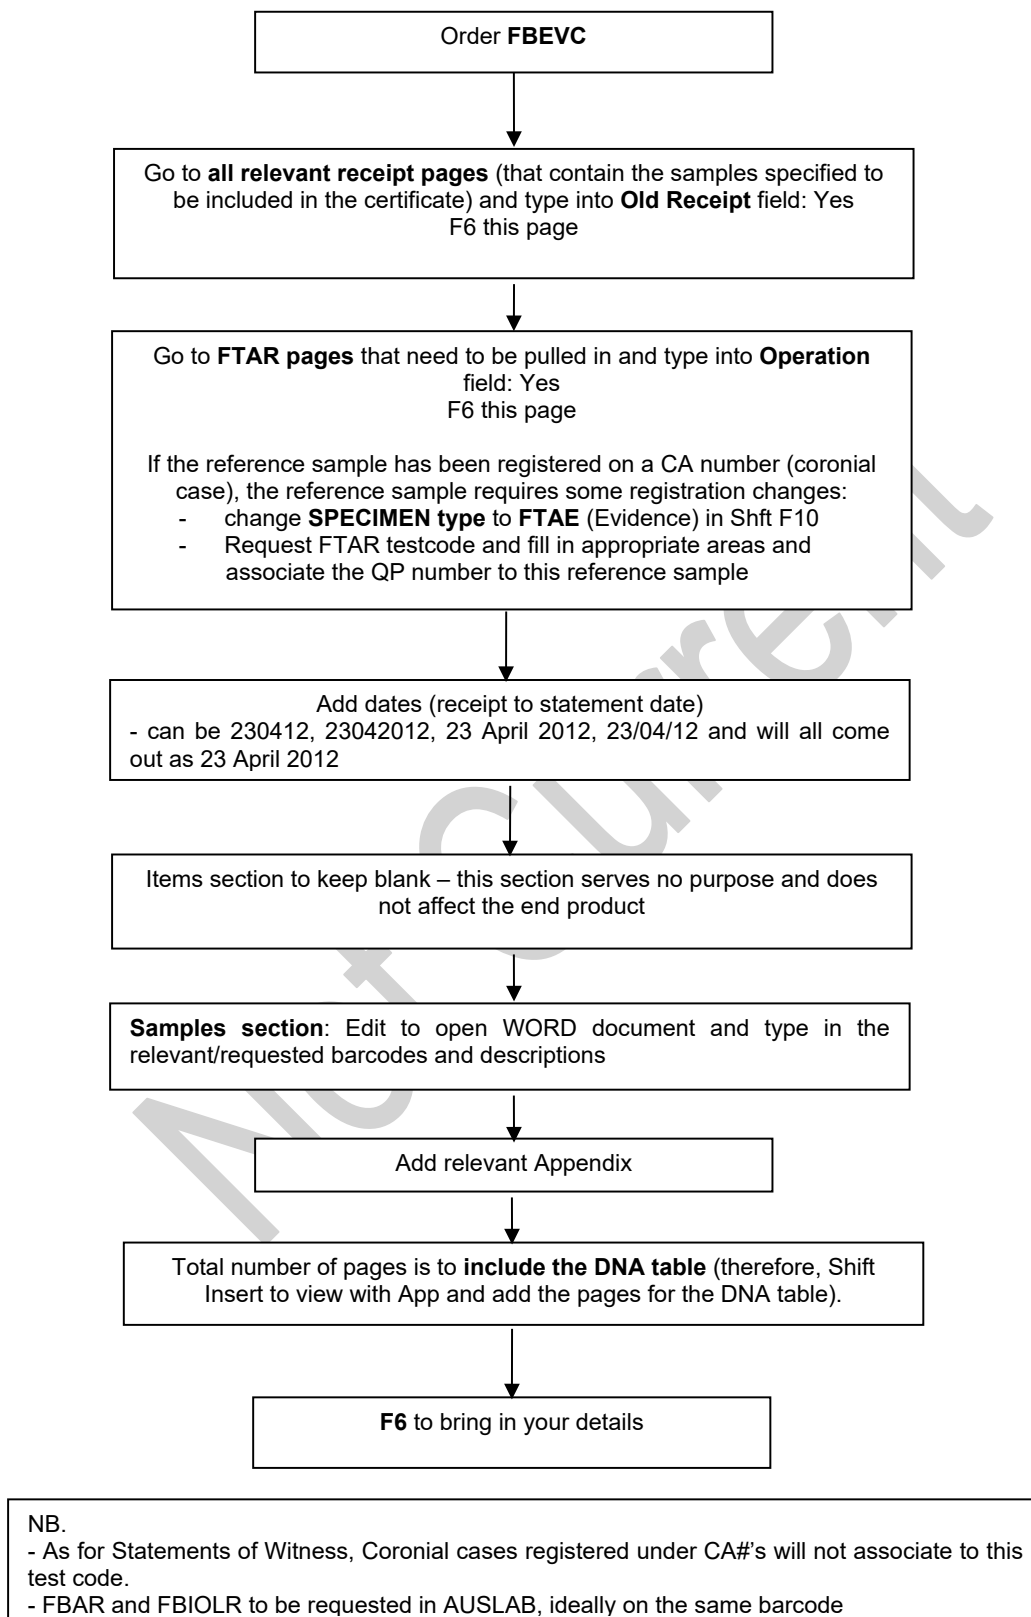 Order FBEVC
Go to all relevant receipt pages (that contain the samples specified to
be included in the certificate) and type into Old Receipt field: Yes
F6 this page
Go to FTAR pages that need to be pulled in and type into Operation
field: Yes
F6 this page
If the reference sample has been registered on a CA number (coronial
case), the reference sample requires some registration changes:
- change SPECIMEN type to FTAE (Evidence) in Shft F10
- Request FTAR testcode and fill in appropriate areas and
associate the QP number to this reference sample
Add dates (receipt to statement date)
- can be 230412, 23042012, 23 April 2012, 23/04/12 and will all come
out as 23 April 2012
Items section to keep blank – this section serves no purpose and does
not affect the end product
Samples section: Edit to open WORD document and type in the
relevant/requested barcodes and descriptions
Add relevant Appendix
Total number of pages is to include the DNA table (therefore, Shift
Insert to view with App and add the pages for the DNA table).
F6 to bring in your details
NB.
- As for Statements of Witness, Coronial cases registered under CA#'s will not associate to this
test code.
- FBAR and FBIOLR to be requested in AUSLAB, ideally on the same barcode
Not Current